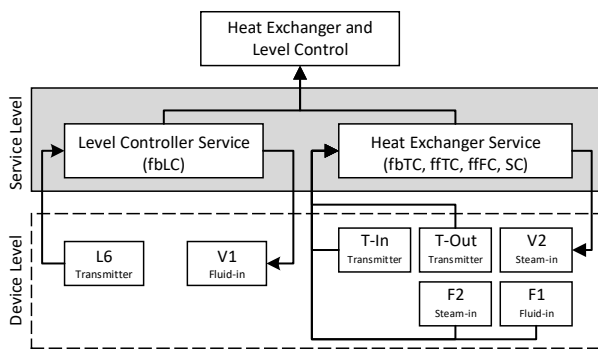 Heat Exchanger and
Level Control
Service Level
Level Controller Service
(fbLC)
Heat Exchanger Service
(fbTC, ffTC, ffFC, SC)
Device Level
L6
Transmitter
V1
Fluid-in
T-In
Transmitter
T-Out
Transmitter
V2
Steam-in
F2
Steam-in
F1
Fluid-in